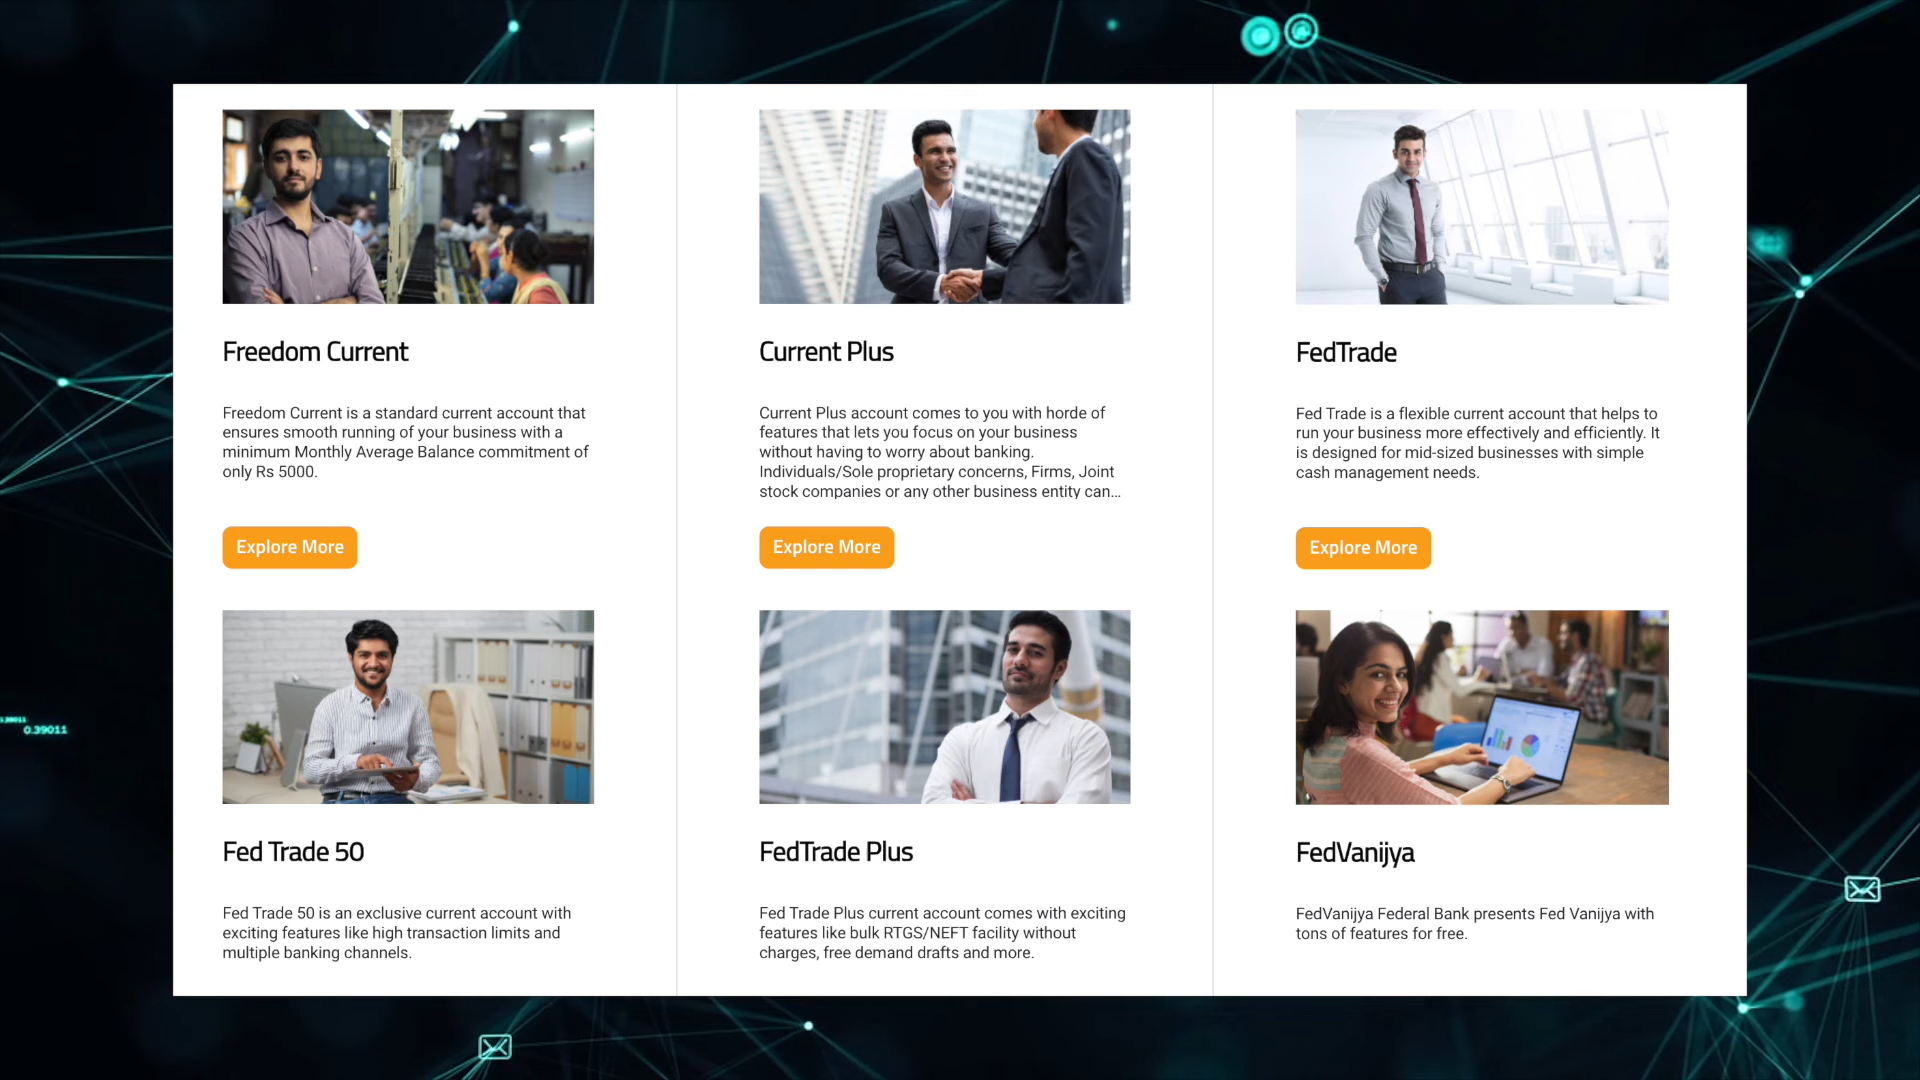 Freedom Current
Freedom Current is a standard current account that
ensures smooth running of your business with a
minimum Monthly Average Balance commitment of
only Rs 5000.
Explore More
Current Plus
Current Plus account comes to you with horde of
features that lets you focus on your business
without having to worry about banking.
Individuals/Sole proprietary concerns, Firms, Joint
stock companies or any other business entity can...
Explore More
FedTrade
Fed Trade is a flexible current account that helps to
run your business more effectively and efficiently. It
is designed for mid-sized businesses with simple
cash management needs.
Explore More
Fed Trade 50
Fed Trade 50 is an exclusive current account with
exciting features like high transaction limits and
multiple banking channels.
FedTrade Plus
Fed Trade Plus current account comes with exciting
features like bulk RTGS/NEFT facility without
charges, free demand drafts and more.
FedVanijya
FedVanijya Federal Bank presents Fed Vanijya with
tons of features for free.
0.39011